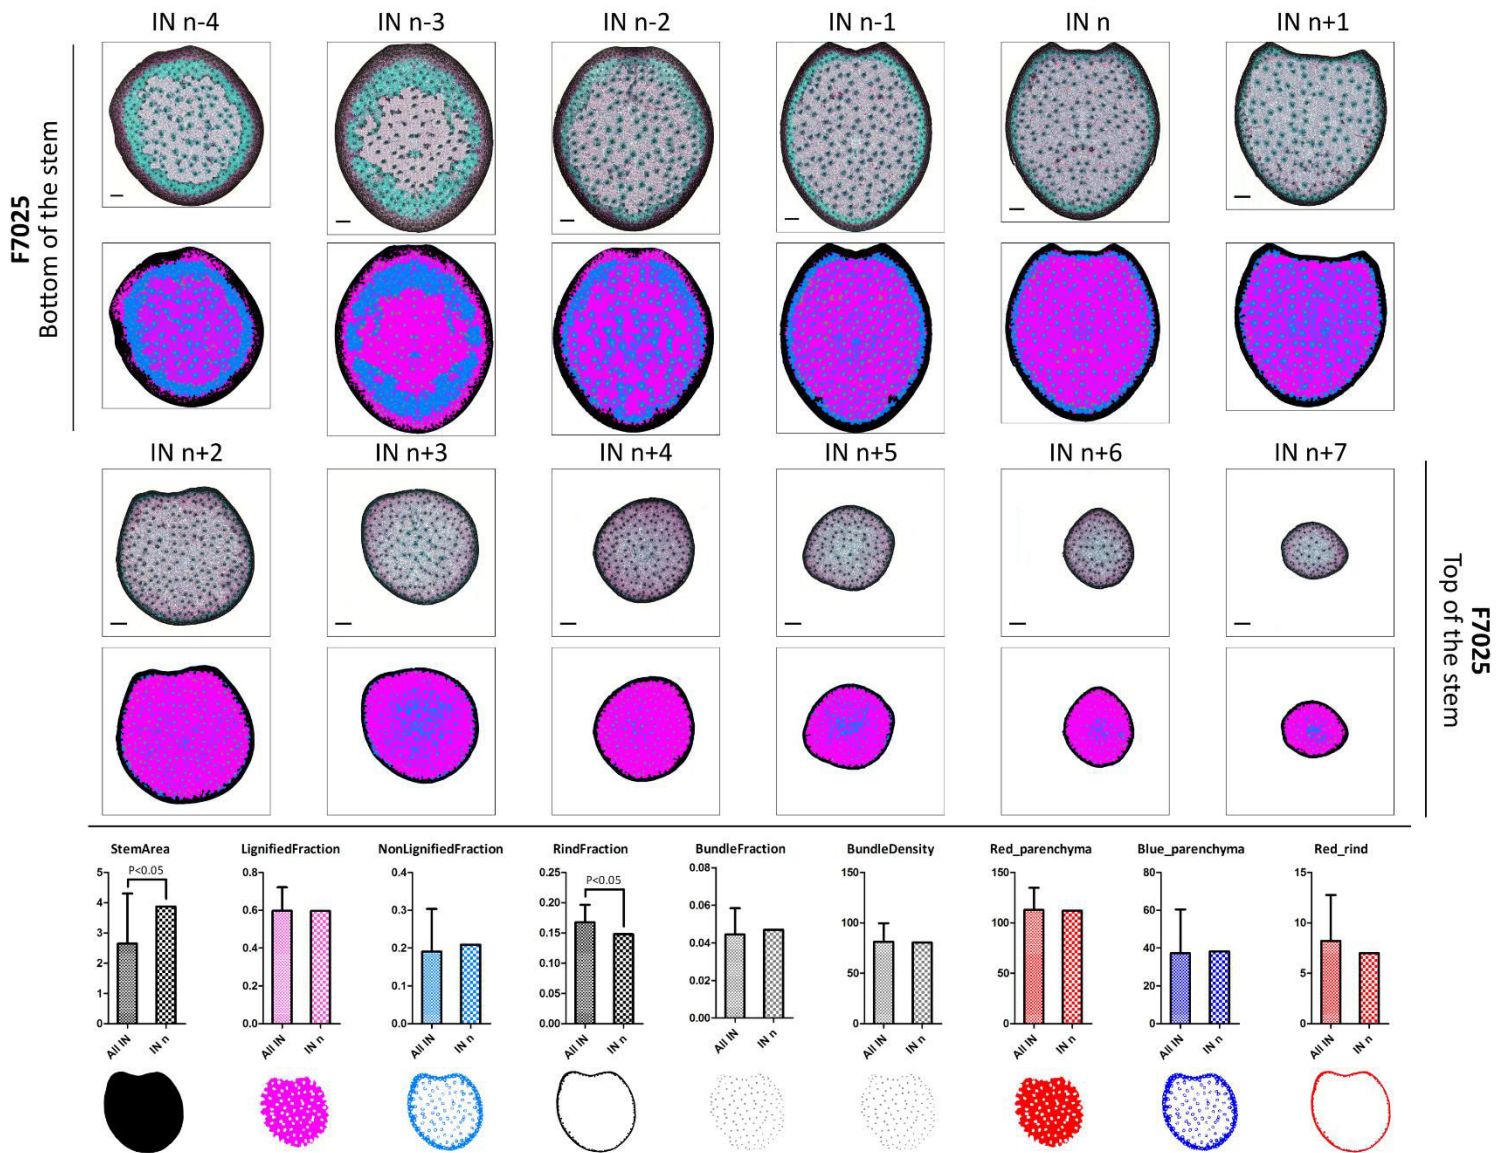 IN n-4 IN n-3 IN n-2 IN n-1 IN n IN n+1
F7025
Bottom of the stem
IN n+2 IN n+3 IN n+4 IN n+5 IN n+6 IN n+7
F7025
Top of the stem
StemArea
P<0.05
5
4
3
2
1
0
All IN
IN n
LignifiedFraction
0.8
0.6
0.4
0.2
0.0
All IN
IN n
NonLignifiedFraction
0.4
0.3
0.2
0.1
0.0
All IN
IN n
RindFraction
P<0.05
0.25
0.20
0.15
0.10
0.05
0.00
All IN
IN n
BundleFraction
0.08
0.06
0.04
0.02
0.00
All IN
IN n
BundleDensity
150
100
50
0
All IN
IN n
Red_parenchyma
150
100
50
0
All IN
IN n
Blue_parenchyma
80
60
40
20
0
All IN
IN n
Red_rind
15
10
5
0
All IN
IN n